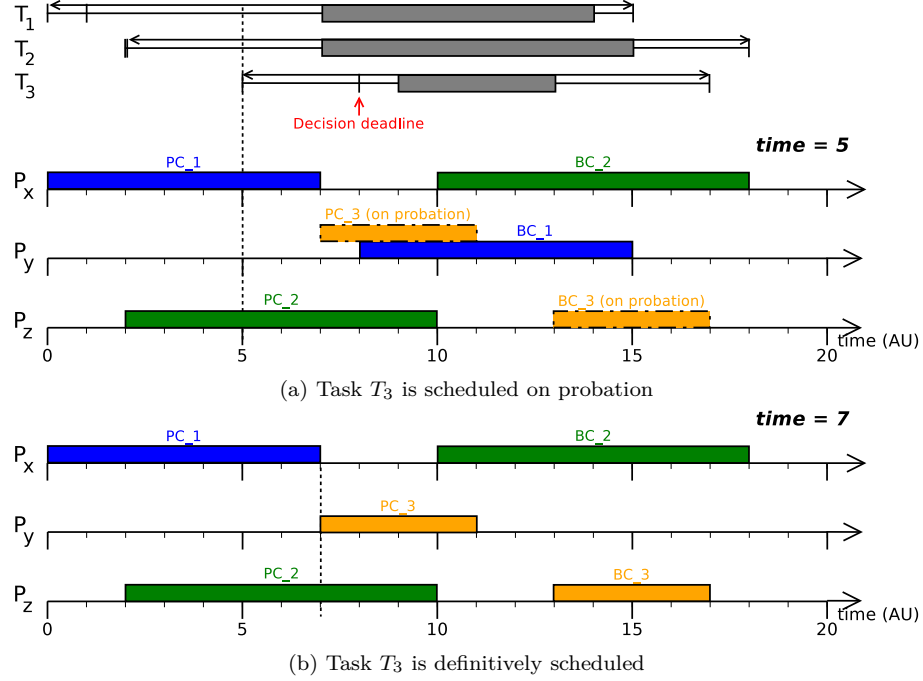 T1
T2
T3
Decision deadline
time = 5
PC_1
BC_2
Px
PC_3 (on probation)
BC_1
Py
PC_2
BC_3 (on probation)
Pz
0 5 10 15 20
time (AU)
(a) Task T3 is scheduled on probation
time = 7
PC_1
BC_2
Px
PC_3
Py
PC_2
BC_3
Pz
0 5 10 15 20
time (AU)
(b) Task T3 is definitively scheduled